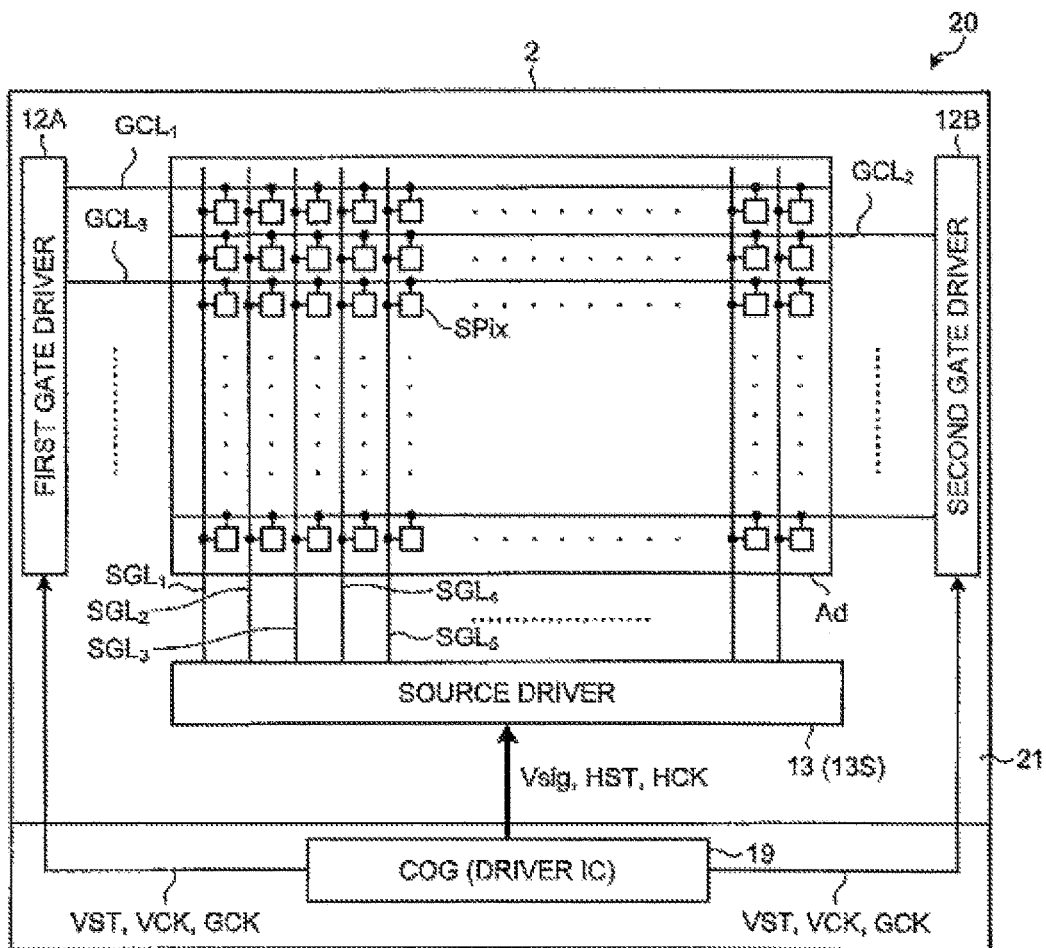 20
2
12A
GCL₁
12B
GCL₂
GCL₃
FIRST GATE DRIVER
SECOND GATE DRIVER
SPix
SGL₁
SGL₂
SGL₃
SGL₄
SGL₅
Ad
SOURCE DRIVER
13 (13S)
21
Vsig, HST, HCK
COG (DRIVER IC)
19
VST, VCK, GCK
VST, VCK, GCK